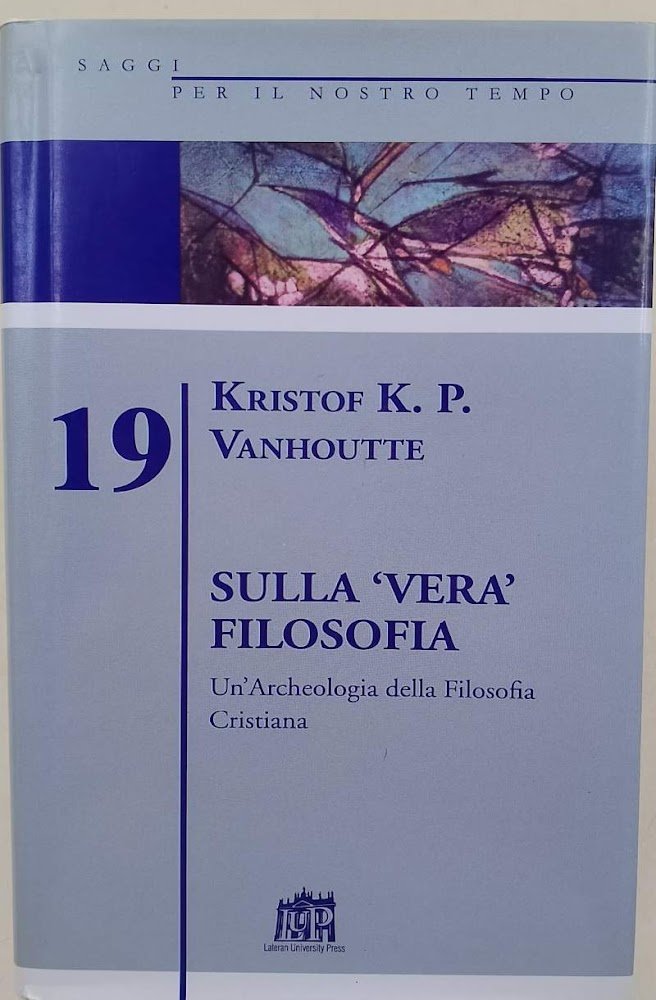 SAGGI
PER IL NOSTRO TEMPO
19
KRISTOF K. P.
VANHOUTTE
SULLA ‘VERA’
FILOSOFIA
Un’Archeologia della Filosofia
Cristiana
LUP
Lateran University Press